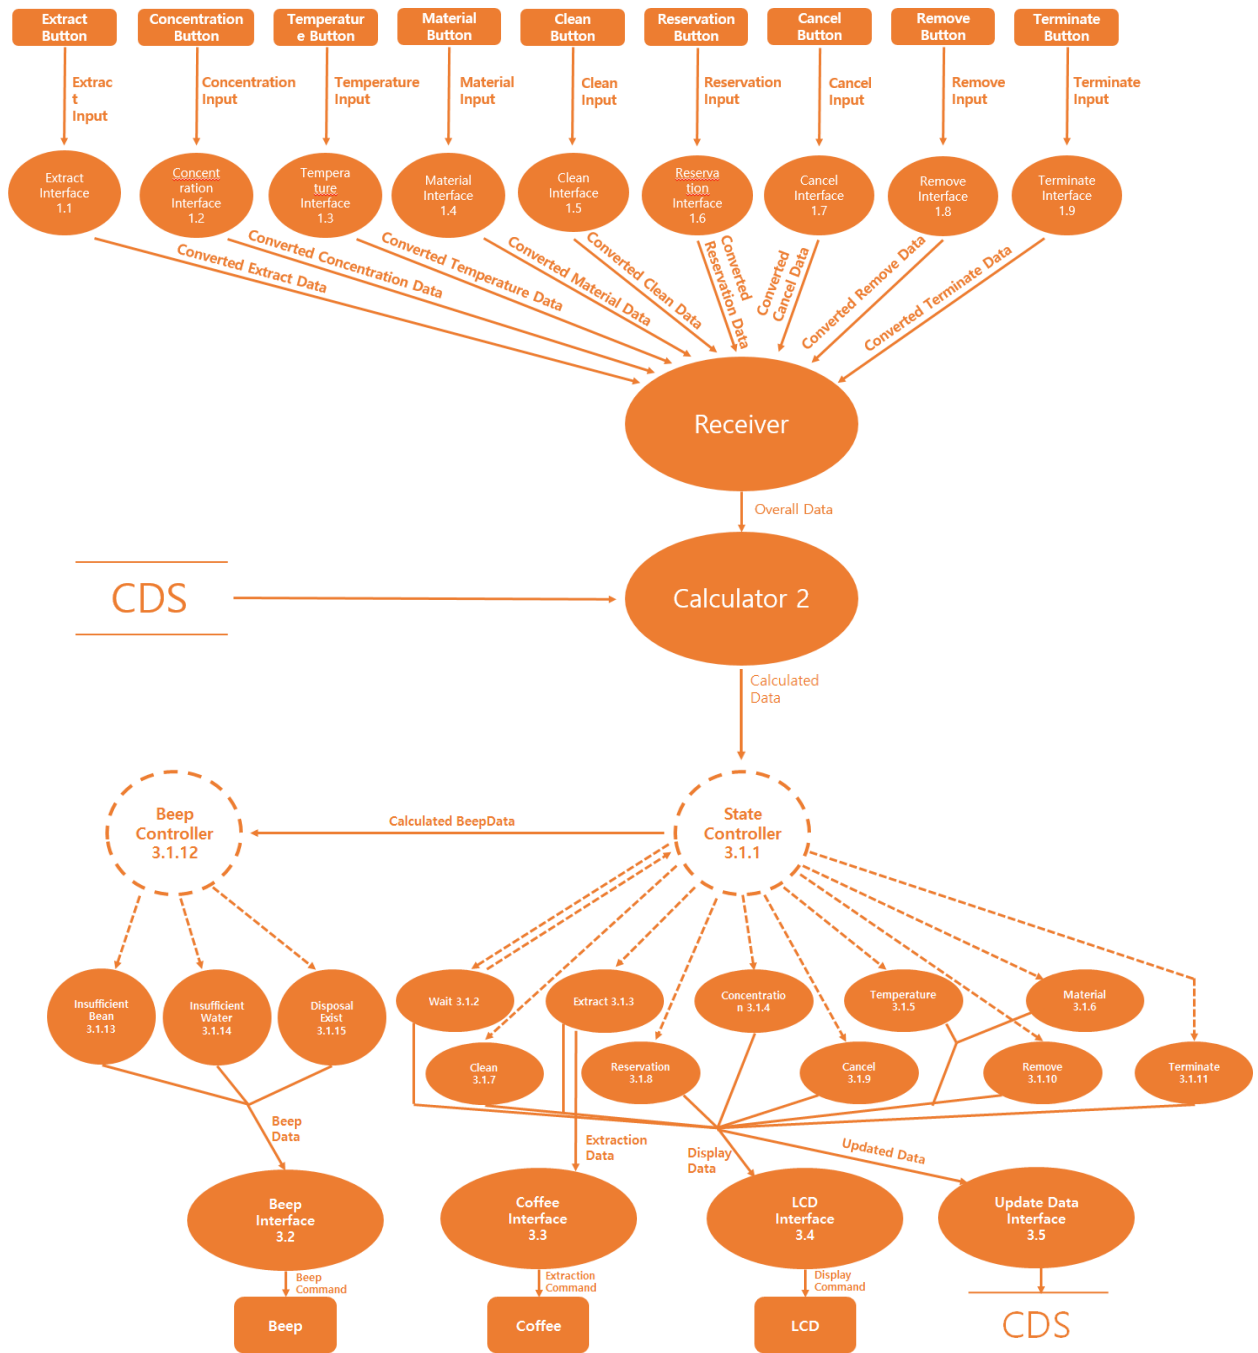 Extract
Button
Concentration
Button
Temperatur
e Button
Material
Button
Clean
Button
Reservation
Button
Cancel
Button
Remove
Button
Terminate
Button
Extrac
t
Input
Concentration
Input
Temperature
Input
Material
Input
Clean
Input
Reservation
Input
Cancel
Input
Remove
Input
Terminate
Input
Extract
Interface
1.1
Concent
ration
Interface
1.2
Tempera
ture
Interface
1.3
Material
Interface
1.4
Clean
Interface
1.5
Reserva
tion
Interface
1.6
Cancel
Interface
1.7
Remove
Interface
1.8
Terminate
Interface
1.9
Converted Extract Data
Converted Concentration Data
Converted Temperature Data
Converted Material Data
Converted Clean Data
Converted
Reservation Data
Converted
Cancel Data
Converted Remove Data
Converted Terminate Data
Receiver
Overall Data
CDS
Calculator 2
Calculated
Data
Beep
Controller
3.1.12
Calculated BeepData
State
Controller
3.1.1
Insufficient
Bean
3.1.13
Insufficient
Water
3.1.14
Disposal
Exist
3.1.15
Wait 3.1.2
Extract 3.1.3
Concentratio
n 3.1.4
Temperature
3.1.5
Material
3.1.6
Clean
3.1.7
Reservation
3.1.8
Cancel
3.1.9
Remove
3.1.10
Terminate
3.1.11
Beep
Data
Extraction
Data
Display
Data
Updated Data
Beep
Interface
3.2
Coffee
Interface
3.3
LCD
Interface
3.4
Update Data
Interface
3.5
Beep
Command
Extraction
Command
Display
Command
Beep
Coffee
LCD
CDS